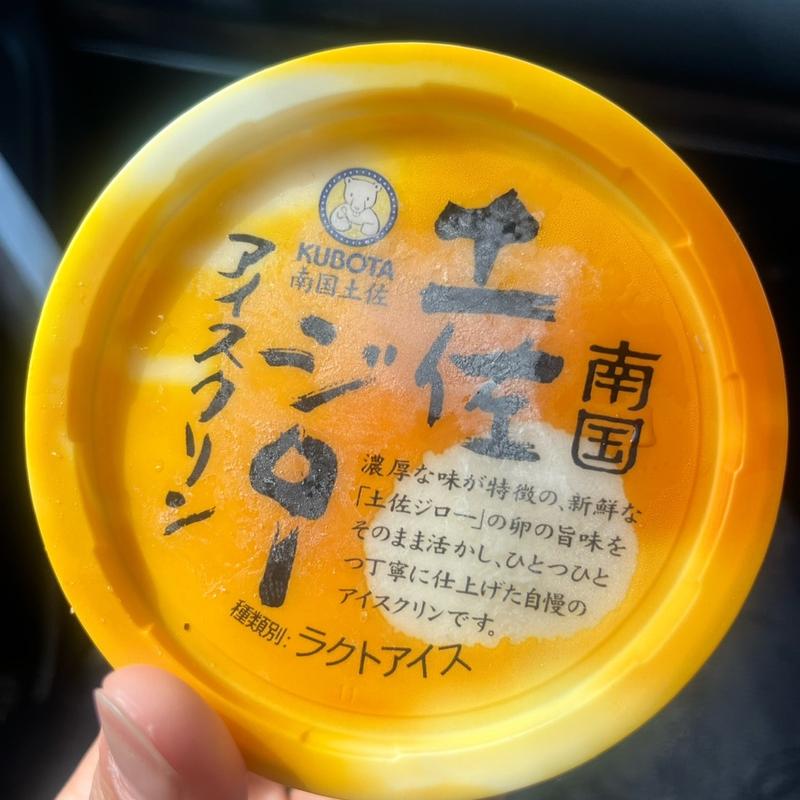 南国
土佐
ジロー
アイスクリン
KUBOTA
南国土佐
濃厚な味が特徴の、新鮮な
「土佐ジロー」の卵の旨味を
そのまま活かし、ひとつひと
つ丁寧に仕上げた自慢の
アイスクリンです。
種類別:ラクトアイス